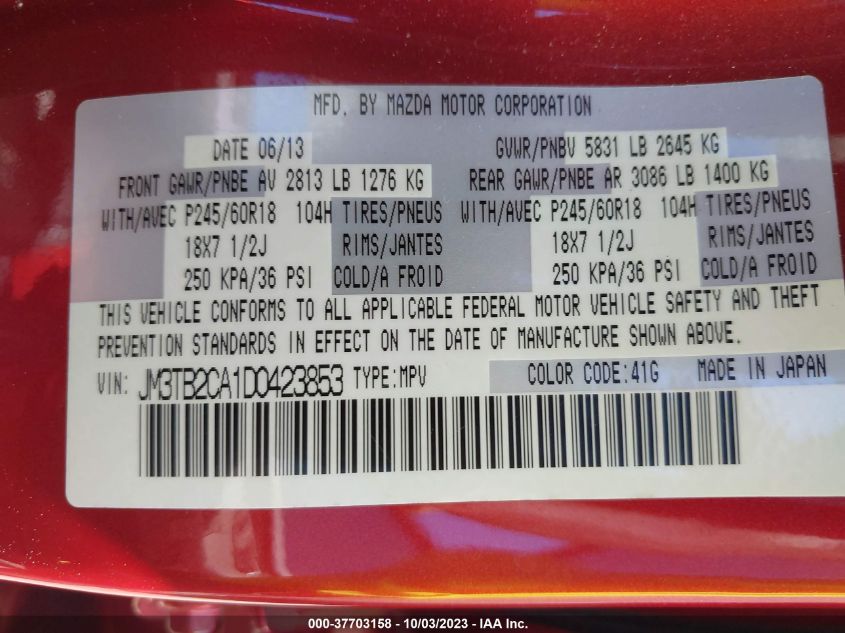 MFD. BY MAZDA MOTOR CORPORATION
DATE 06/13 GVWR/PNBV 5831 LB 2645 KG
FRONT GAWR/PNBE AV 2813 LB 1276 KG REAR GAWR/PNBE AR 3086 LB 1400 KG
WITH/AVEC P245/60R18 104H TIRES/PNEUS WITH/AVEC P245/60R18 104H TIRES/PNEUS
18X7 1/2J RIMS/JANTES 18X7 1/2J RIMS/JANTES
250 KPA/36 PSI COLD/A FROID 250 KPA/36 PSI COLD/A FROID
THIS VEHICLE CONFORMS TO ALL APPLICABLE FEDERAL MOTOR VEHICLE SAFETY AND THEFT
PREVENTION STANDARDS IN EFFECT ON THE DATE OF MANUFACTURE SHOWN ABOVE.
VIN: JM3TB2CA1D0423853 TYPE:MPV COLOR CODE:41G MADE IN JAPAN
000-37703158 - 10/03/2023 - IAA Inc.